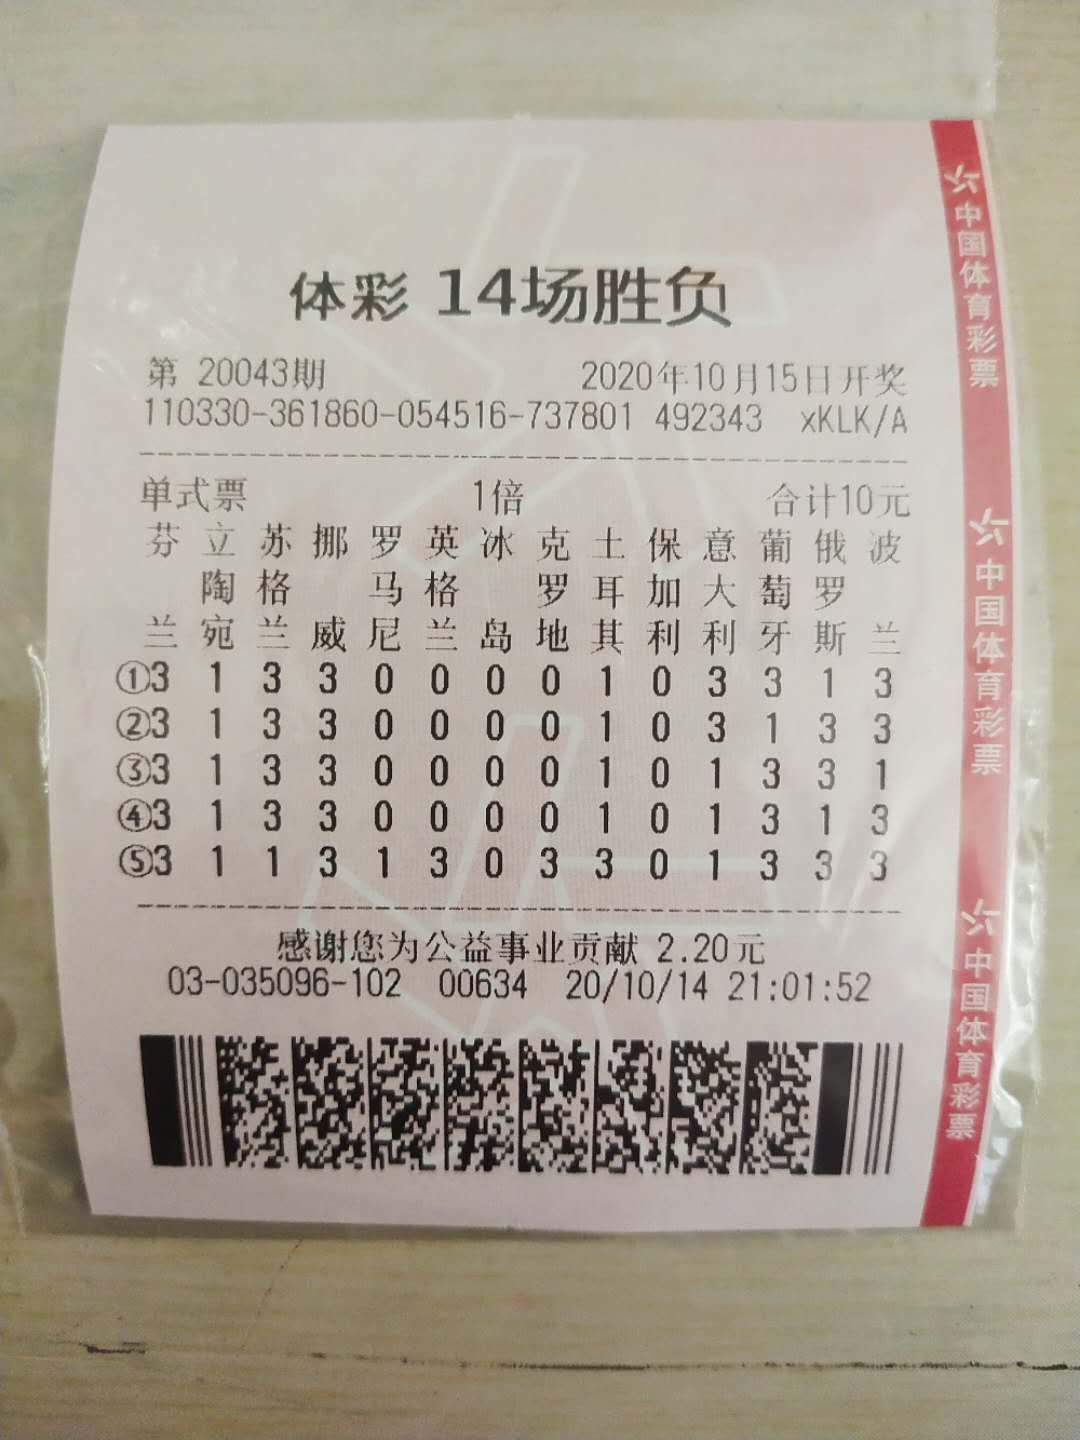 体彩 14场胜负
第 20043期 2020年10月15日开奖
110330-361860-054516-737801 492343 xKLK/A
单式票 1倍 合计10元
芬兰 立陶宛 苏格兰 挪威 罗马尼 英格兰 冰岛 克罗地 土耳其 保加利 意大利 葡萄牙 俄罗斯 波兰
①3 1 3 3 0 0 0 0 1 0 3 3 1 3
②3 1 3 3 0 0 0 0 1 0 3 1 3 3
③3 1 3 3 0 0 0 0 1 0 1 3 3 1
④3 1 3 3 0 0 0 0 1 0 1 3 1 3
⑤3 1 1 3 1 3 0 3 3 0 1 3 3 3
感谢您为公益事业贡献 2.20元
03-035096-102 00634 20/10/14 21:01:52
中国体育彩票
中国体育彩票
中国体育彩票